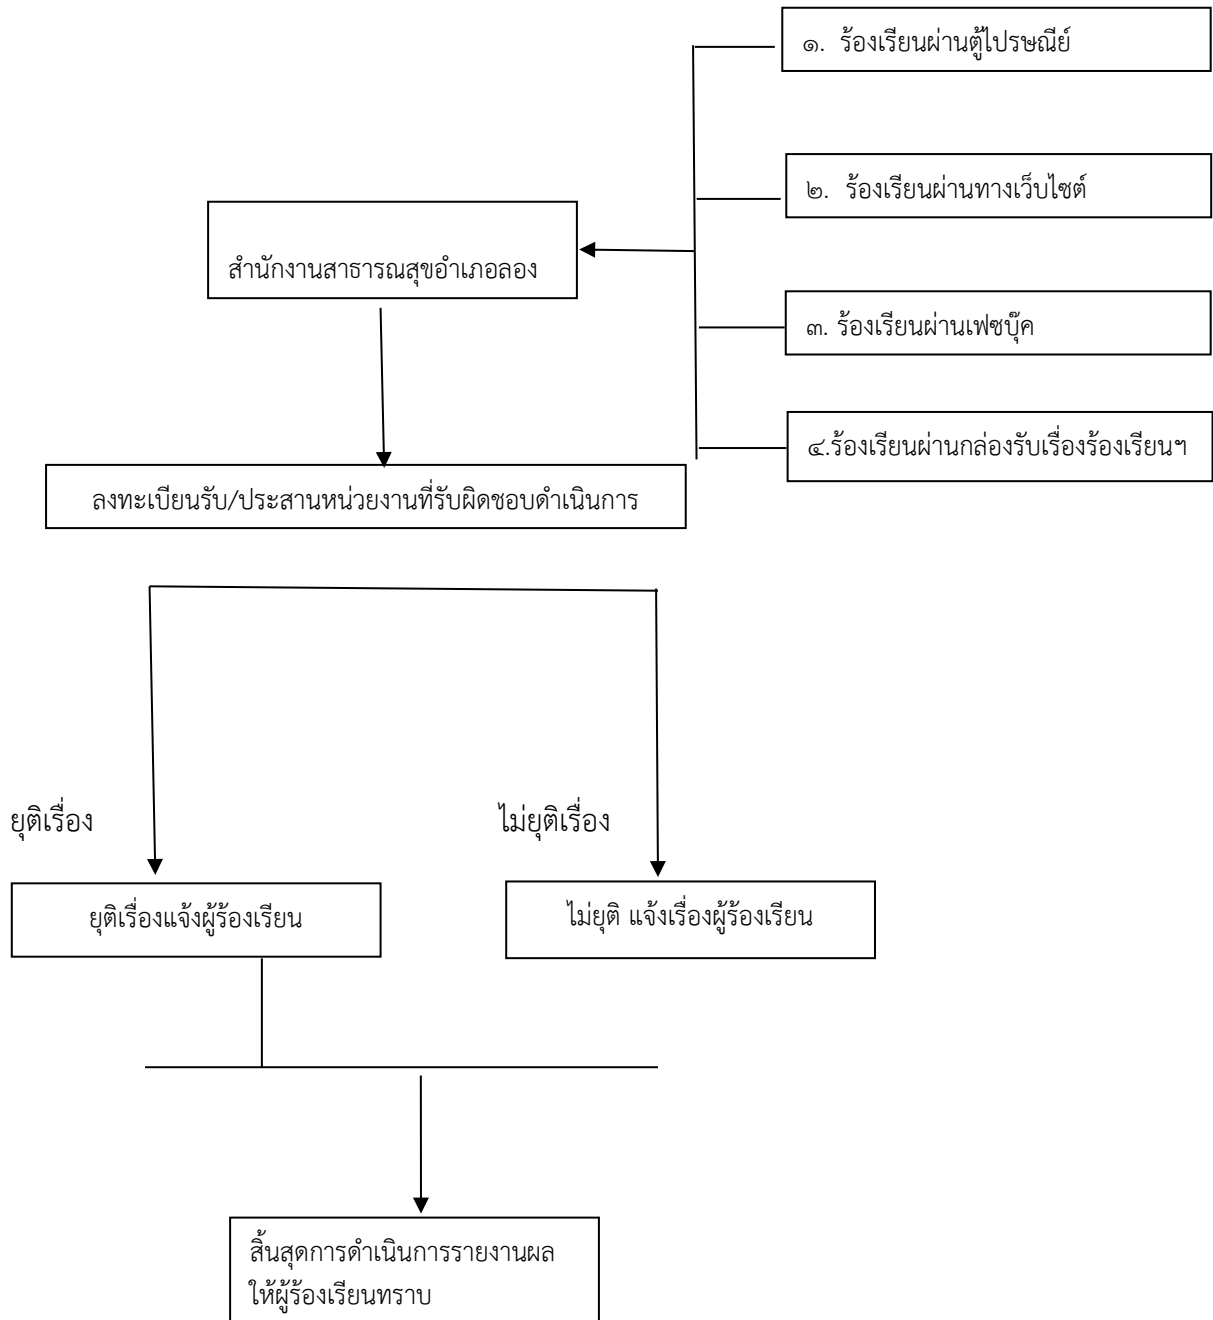 ๑. ร้องเรียนผ่านตู้ไปรษณีย์
๒. ร้องเรียนผ่านทางเว็บไซต์
สำนักงานสาธารณสุขอำเภอลอง
๓. ร้องเรียนผ่านเฟซบุ๊ค
๔.ร้องเรียนผ่านกล่องรับเรื่องร้องเรียนฯ
ลงทะเบียนรับ/ประสานหน่วยงานที่รับผิดชอบดำเนินการ
ยุติเรื่อง
ไม่ยุติเรื่อง
ยุติเรื่องแจ้งผู้ร้องเรียน
ไม่ยุติ แจ้งเรื่องผู้ร้องเรียน
สิ้นสุดการดำเนินการรายงานผล
ให้ผู้ร้องเรียนทราบ